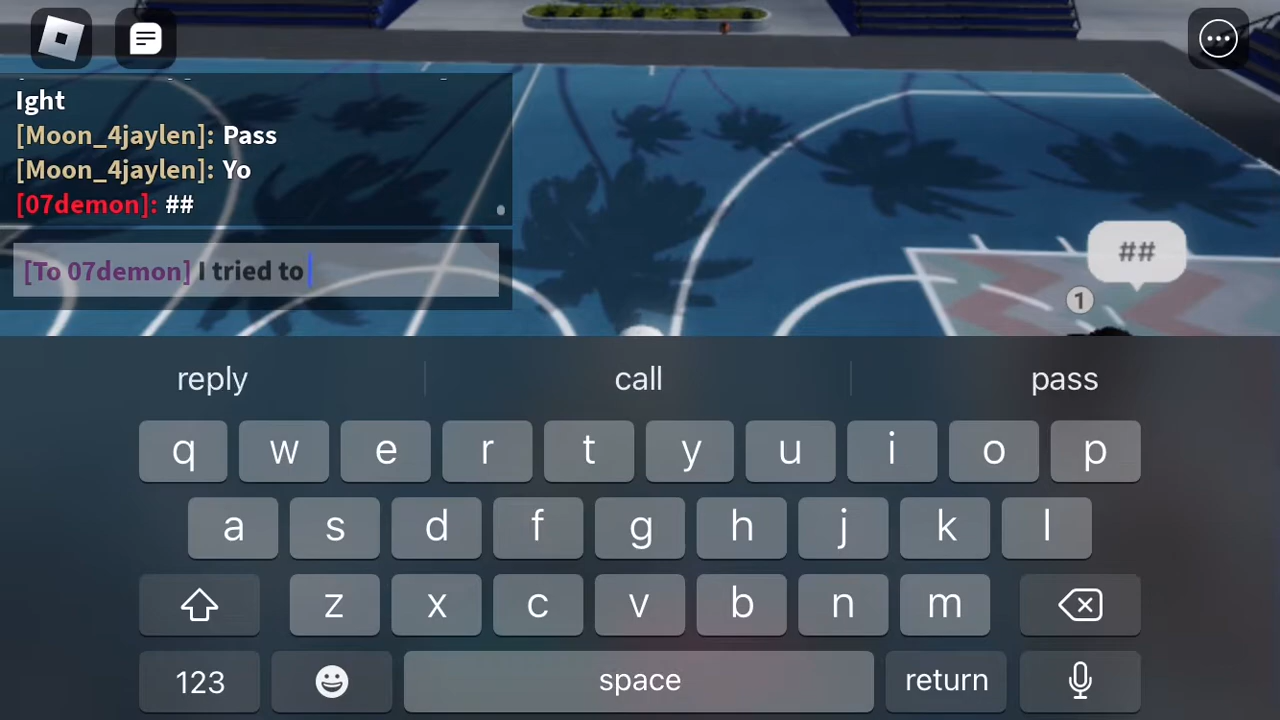 Ight
[Moon_4jaylen]: Pass
[Moon_4jaylen]: Yo
[07demon]: ##
[To 07demon] I tried to
##
1
reply call pass
q w e r t y u i o p
a s d f g h j k l
z x c v b n m
123 space return